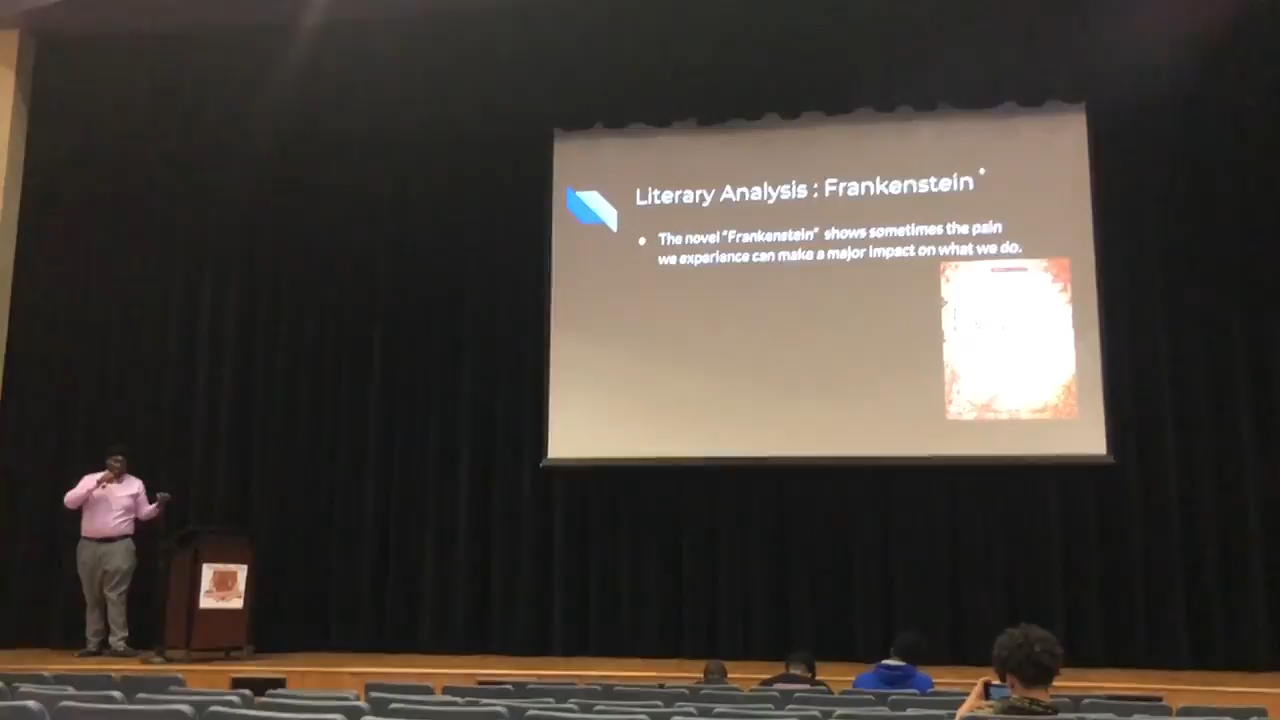 Literary Analysis : Frankenstein
• The novel "Frankenstein" shows sometimes the pain
we experience can make a major impact on what we do.